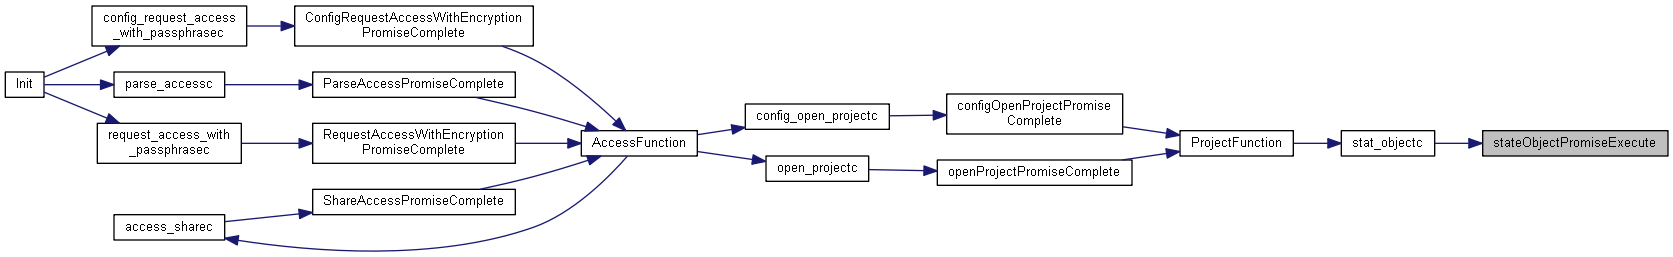 Init
config_request_access
_with_passphrasec
parse_accessc
request_access_with
_passphrasec
access_sharec
ConfigRequestAccessWithEncryption
PromiseComplete
ParseAccessPromiseComplete
RequestAccessWithEncryption
PromiseComplete
ShareAccessPromiseComplete
AccessFunction
config_open_projectc
open_projectc
configOpenProjectPromise
Complete
openProjectPromiseComplete
ProjectFunction
stat_objectc
stateObjectPromiseExecute